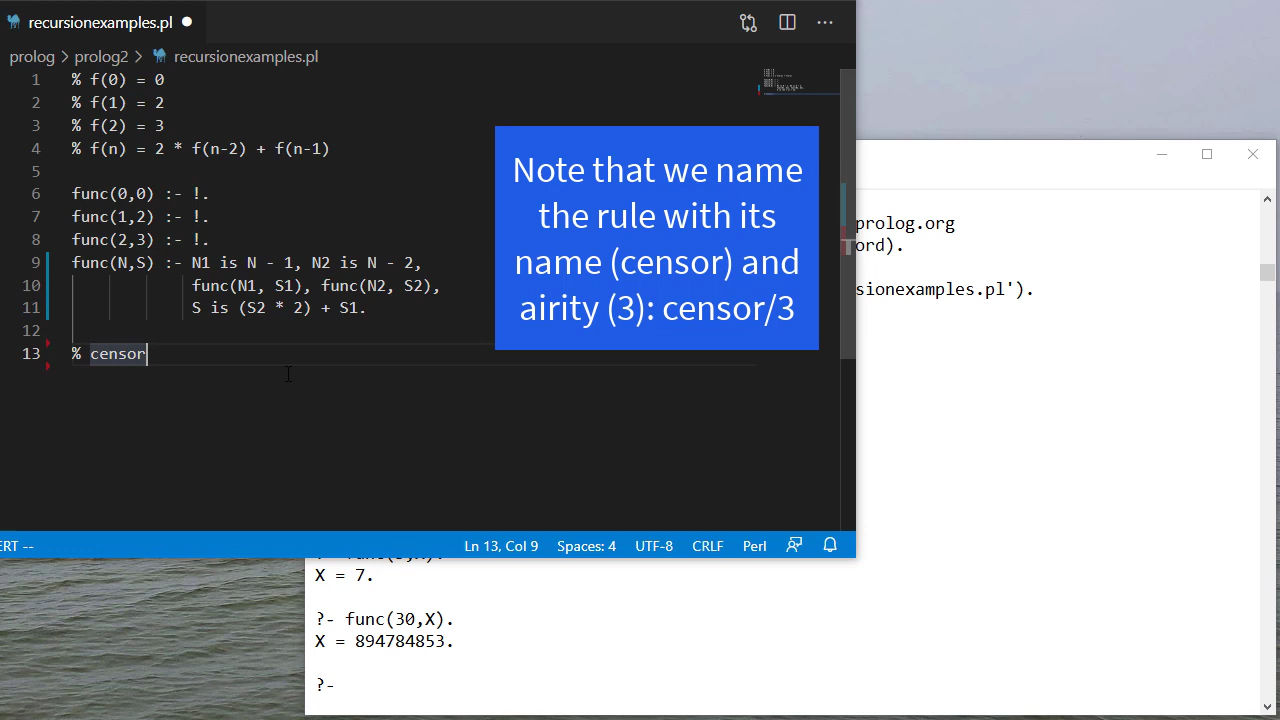 recursionexamples.pl
prolog > prolog2 > recursionexamples.pl
1 % f(0) = 0
2 % f(1) = 2
3 % f(2) = 3
4 % f(n) = 2 * f(n-2) + f(n-1)
5
6 func(0,0) :- !.
7 func(1,2) :- !.
8 func(2,3) :- !.
9 func(N,S) :- N1 is N - 1, N2 is N - 2,
10 func(N1, S1), func(N2, S2),
11 S is (S2 * 2) + S1.
12
13 % censor
Note that we name
the rule with its
name (censor) and
airity (3): censor/3
prolog.org
ord).
sionexamples.pl').
ERT -- Ln 13, Col 9 Spaces: 4 UTF-8 CRLF Perl
X = 7.
?- func(30,X).
X = 894784853.
?-